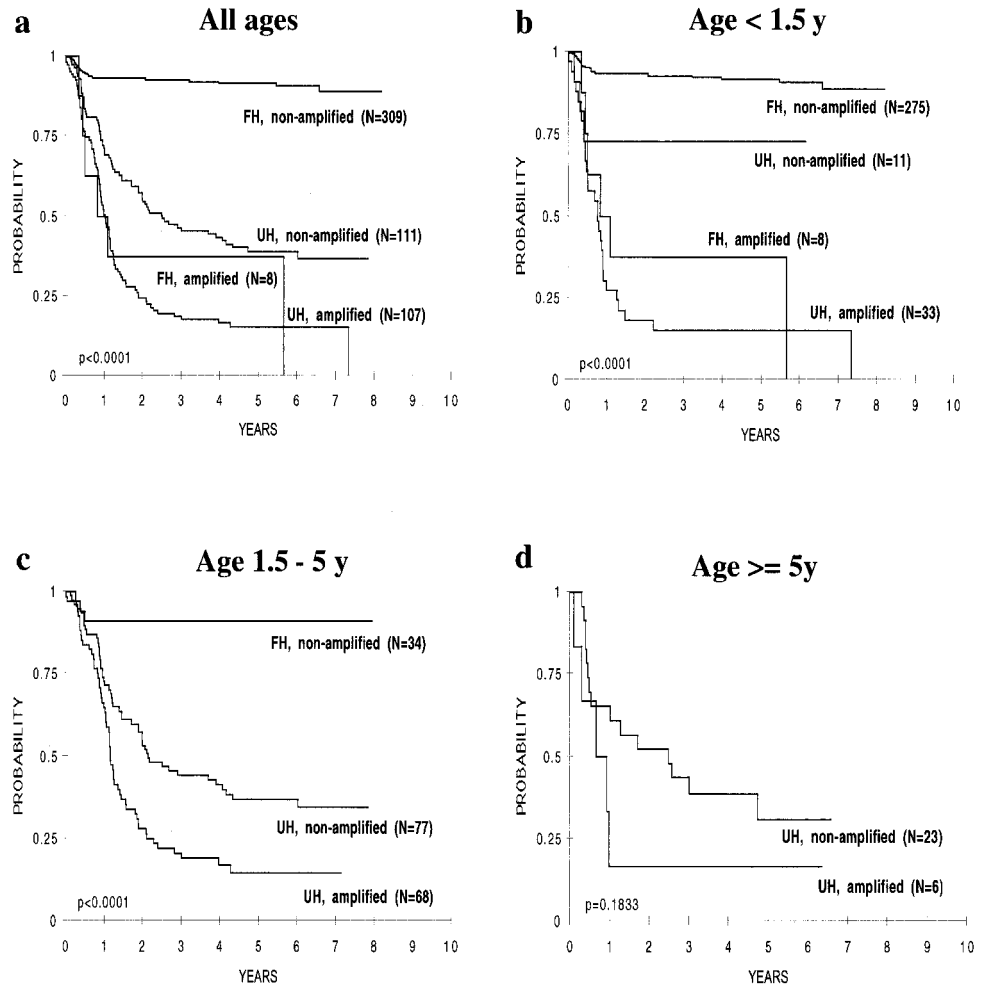 a All ages
1
0.75
0.5
0.25
0
PROBABILITY
FH, non-amplified (N=309)
UH, non-amplified (N=111)
FH, amplified (N=8)
UH, amplified (N=107)
p<0.0001
0 1 2 3 4 5 6 7 8 9 10
YEARS
b Age < 1.5 y
1
0.75
0.5
0.25
0
PROBABILITY
FH, non-amplified (N=275)
UH, non-amplified (N=11)
FH, amplified (N=8)
UH, amplified (N=33)
p<0.0001
0 1 2 3 4 5 6 7 8 9 10
YEARS
c Age 1.5 - 5 y
1
0.75
0.5
0.25
0
PROBABILITY
FH, non-amplified (N=34)
UH, non-amplified (N=77)
UH, amplified (N=68)
p<0.0001
0 1 2 3 4 5 6 7 8 9 10
YEARS
d Age >= 5y
1
0.75
0.5
0.25
0
PROBABILITY
UH, non-amplified (N=23)
UH, amplified (N=6)
p=0.1833
0 1 2 3 4 5 6 7 8 9 10
YEARS